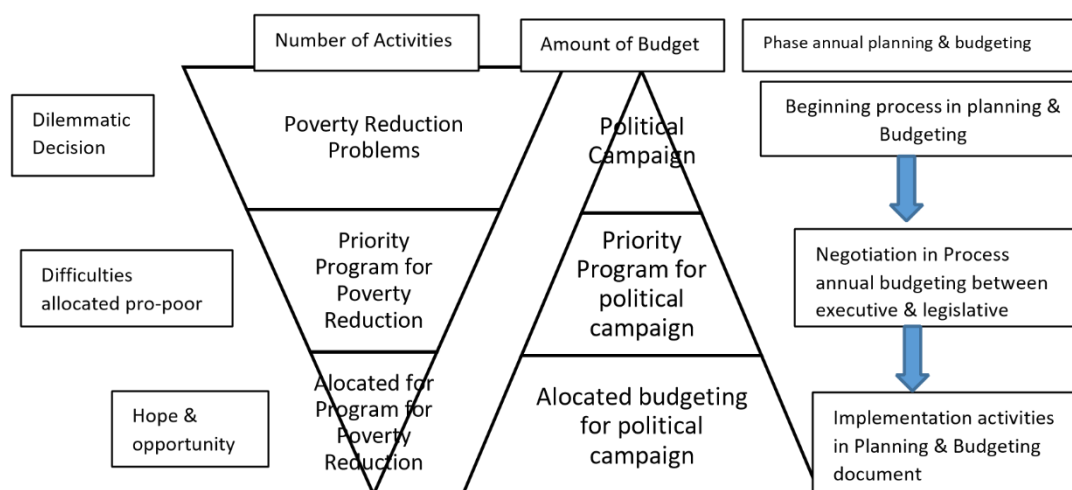 Number of Activities
Amount of Budget
Phase annual planning & budgeting
Dilemmatic
Decision
Poverty Reduction
Problems
Political
Campaign
Beginning process in planning &
Budgeting
Difficulties
allocated pro-poor
Priority
Program for
Poverty
Reduction
Priority
Program for
political
campaign
Negotiation in Process
annual budgeting between
executive & legislative
Hope &
opportunity
Alocated for
Program for
Poverty
Reduction
Alocated budgeting
for political
campaign
Implementation activities
in Planning & Budgeting
document